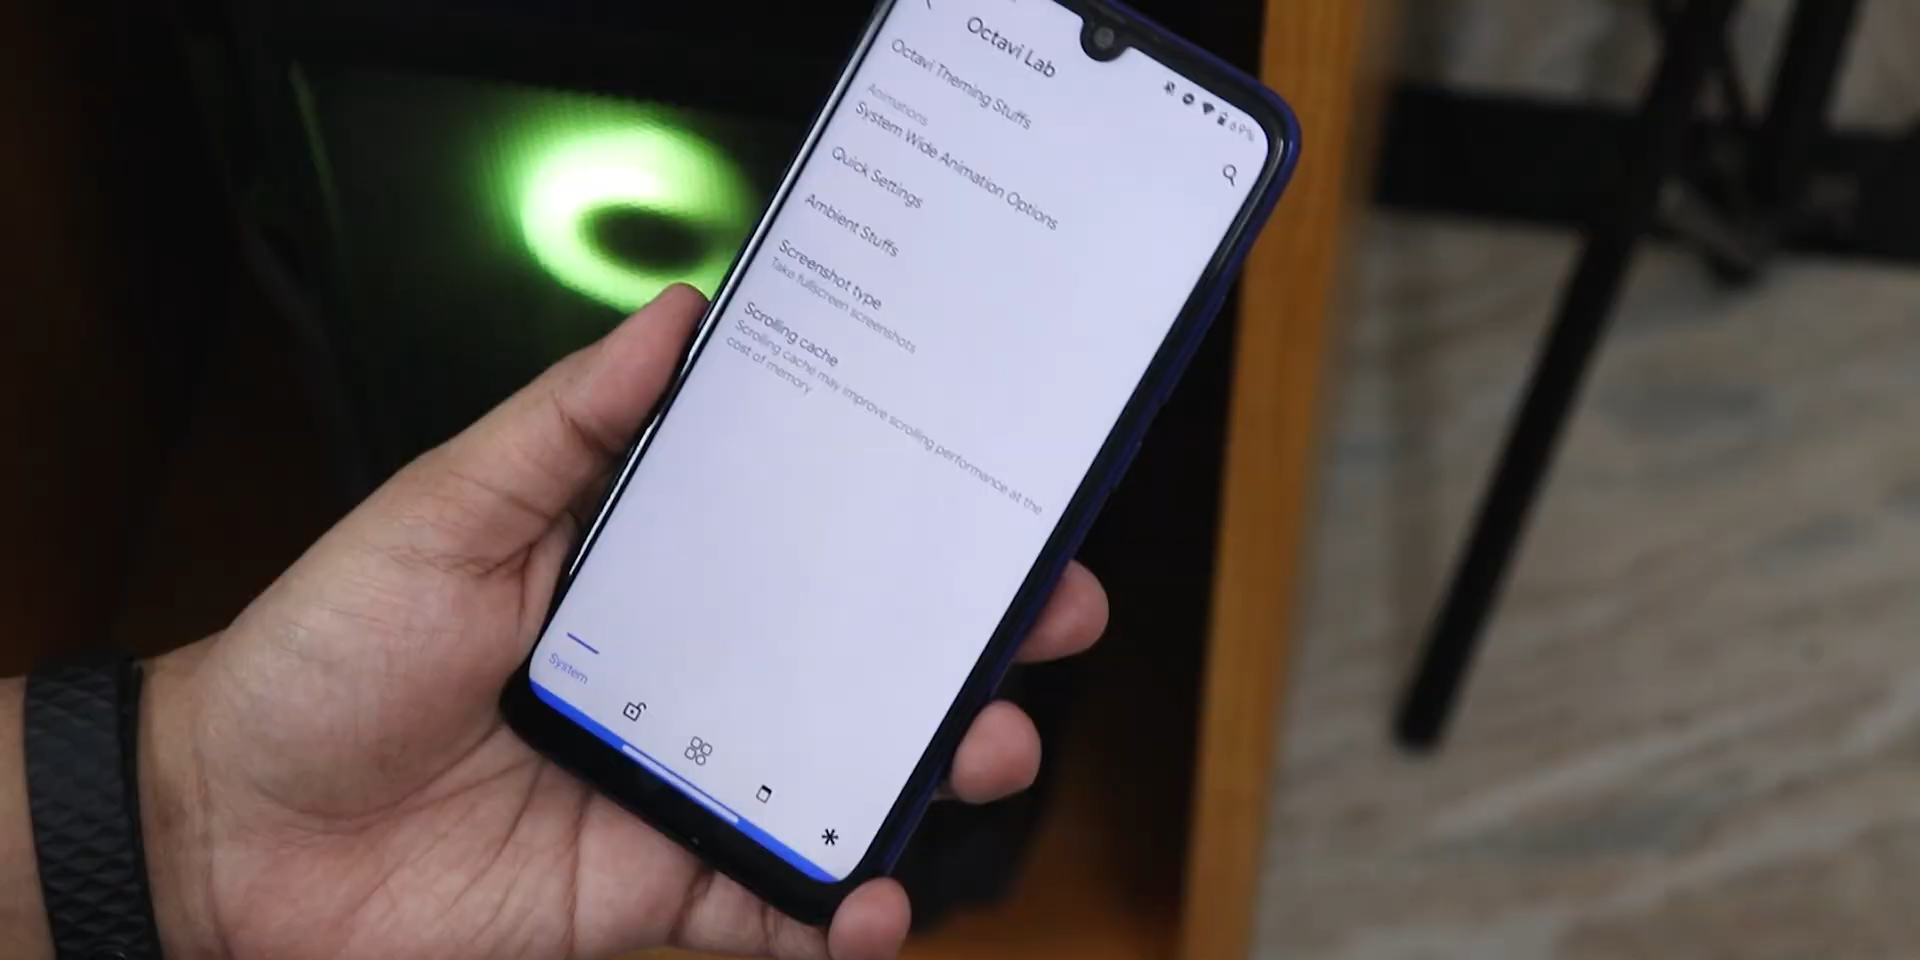 69%
Octavi Lab
Octavi Theming Stuffs
Animations
System Wide Animation Options
Quick Settings
Ambient Stuffs
Screenshot type
Take fullscreen screenshots
Scrolling cache
Scrolling cache may improve scrolling performance at the
cost of memory
System